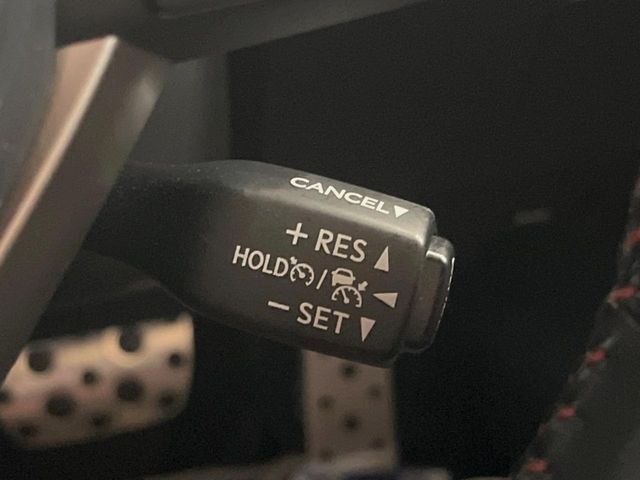 CANCEL▼
+ RES ▲
HOLD / ◀
- SET ▼